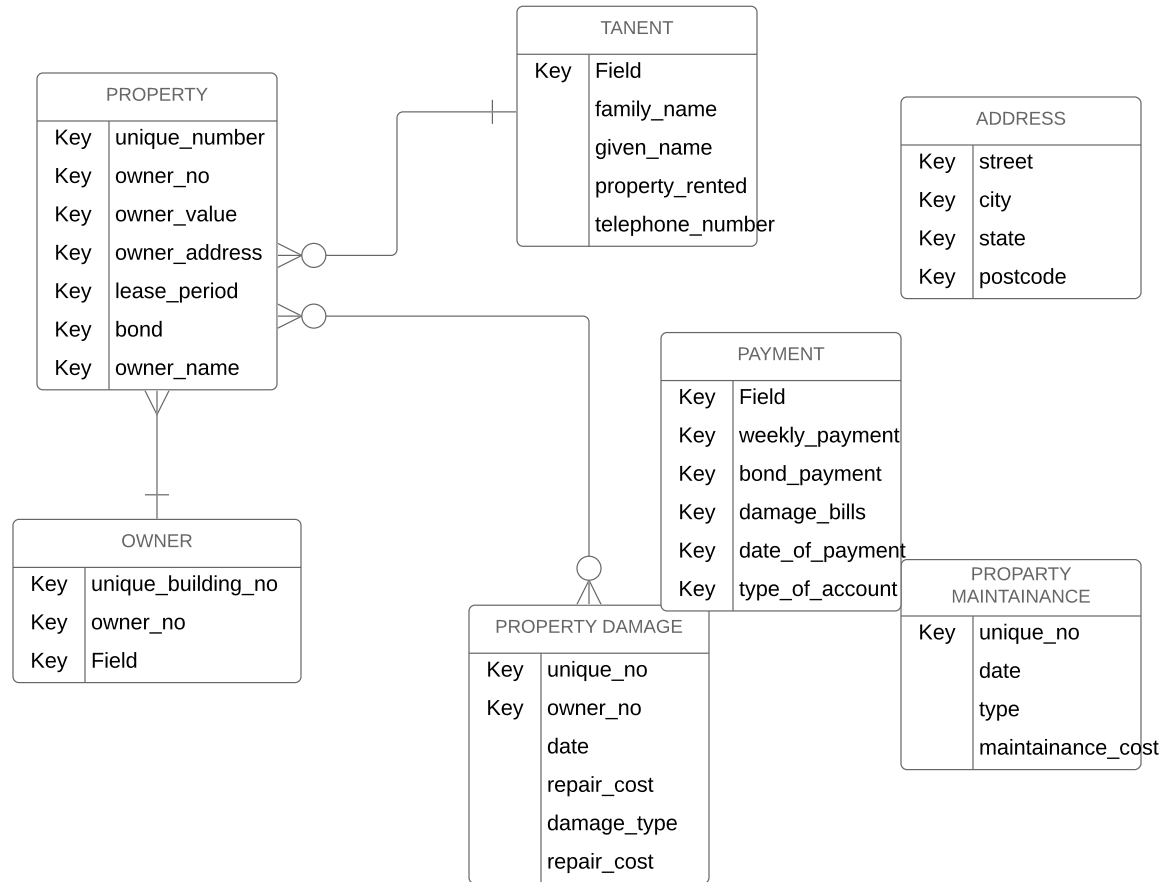 TANENT
Key Field
family_name
given_name
property_rented
telephone_number
PROPERTY
Key unique_number
Key owner_no
Key owner_value
Key owner_address
Key lease_period
Key bond
Key owner_name
ADDRESS
Key street
Key city
Key state
Key postcode
PAYMENT
Key Field
Key weekly_payment
Key bond_payment
Key damage_bills
Key date_of_payment
Key type_of_account
OWNER
Key unique_building_no
Key owner_no
Key Field
PROPERTY DAMAGE
Key unique_no
Key owner_no
date
repair_cost
damage_type
repair_cost
PROPARTY
MAINTAINANCE
Key unique_no
date
type
maintainance_cost